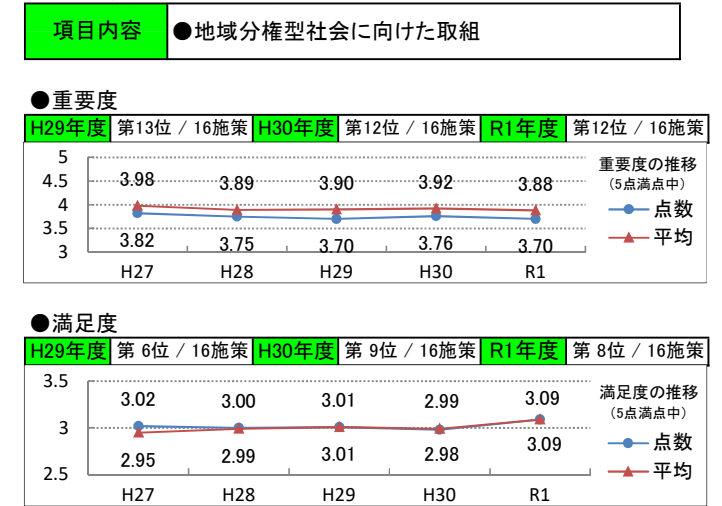 項目内容 ●地域分権型社会に向けた取組
●重要度
H29年度 第13位 / 16施策 H30年度 第12位 / 16施策 R1年度 第12位 / 16施策
重要度の推移
（5点満点中）
点数
平均
5
4.5
4
3.5
3
3.98 3.89 3.90 3.92 3.88
3.82 3.75 3.70 3.76 3.70
H27 H28 H29 H30 R1
●満足度
H29年度 第 6位 / 16施策 H30年度 第 9位 / 16施策 R1年度 第 8位 / 16施策
満足度の推移
（5点満点中）
点数
平均
3.5
3
2.5
3.02 3.00 3.01 2.99 3.09
2.95 2.99 3.01 2.98 3.09
H27 H28 H29 H30 R1